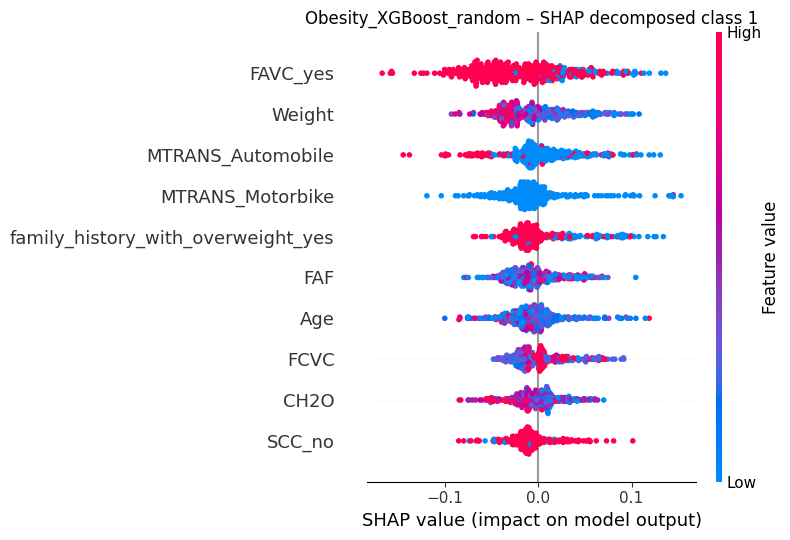 Obesity_XGBoost_random – SHAP decomposed class 1
High
FAVC_yes
Weight
MTRANS_Automobile
MTRANS_Motorbike
family_history_with_overweight_yes
FAF
Age
FCVC
CH2O
SCC_no
Feature value
Low
−0.1 0.0 0.1
SHAP value (impact on model output)